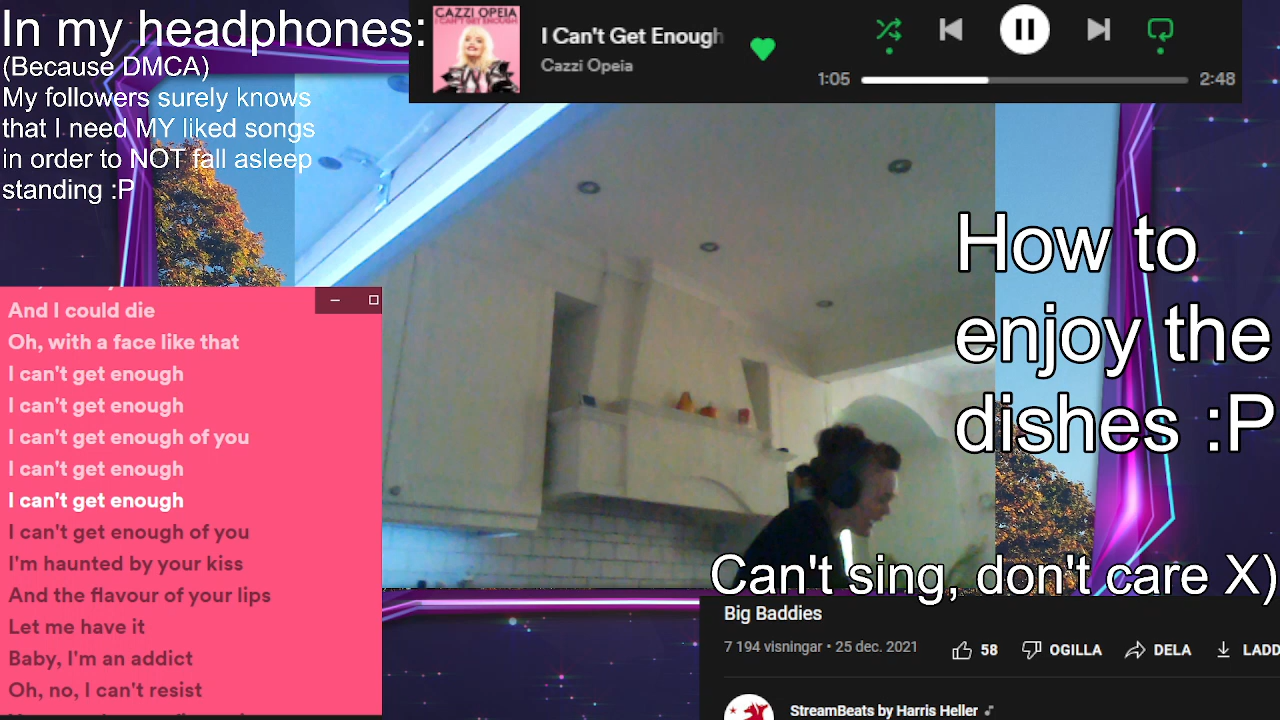 In my headphones:
(Because DMCA)
My followers surely knows
that I need MY liked songs
in order to NOT fall asleep
standing :P
CAZZI OPEIA
I CAN'T GET ENOUGH
I Can't Get Enough
Cazzi Opeia
1:05
2:48
And I could die
Oh, with a face like that
I can't get enough
I can't get enough
I can't get enough of you
I can't get enough
I can't get enough
I can't get enough of you
I'm haunted by your kiss
And the flavour of your lips
Let me have it
Baby, I'm an addict
Oh, no, I can't resist
How to
enjoy the
dishes :P
Can't sing, don't care X)
Big Baddies
7 194 visningar • 25 dec. 2021
58 OGILLA DELA LADD
StreamBeats by Harris Heller